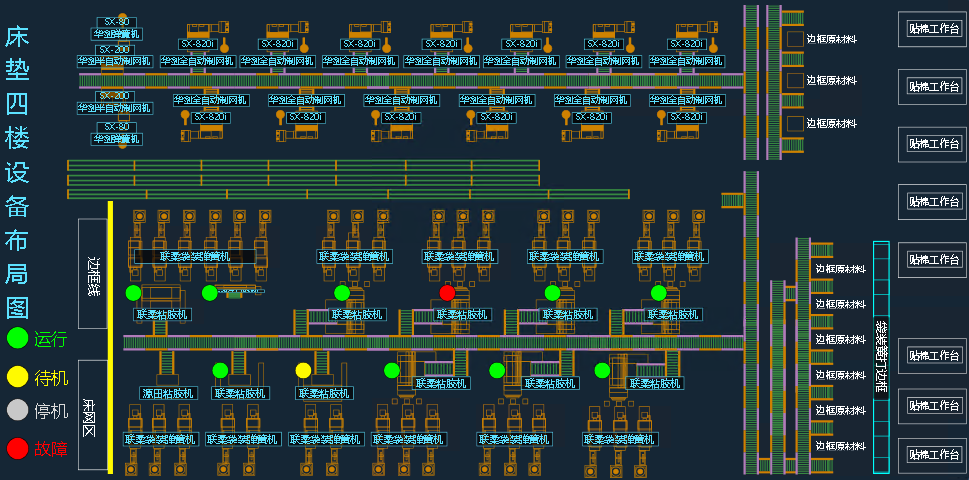 床垫四楼设备布局图
运行
待机
停机
故障
SX-80
华剑弹簧机
SX-200
华剑半自动制网机
SX-200
华剑半自动制网机
SX-80
华剑弹簧机
SX-820i
SX-820i
SX-820i
SX-820i
SX-820i
SX-820i
SX-820i
华剑全自动制网机
华剑全自动制网机
华剑全自动制网机
华剑全自动制网机
华剑全自动制网机
华剑全自动制网机
华剑全自动制网机
华剑全自动制网机
华剑全自动制网机
华剑全自动制网机
华剑全自动制网机
华剑全自动制网机
华剑全自动制网机
SX-820i
SX-820i
SX-820i
SX-820i
SX-820i
SX-820i
边框线
床网区
联柔袋装弹簧机
联柔袋装弹簧机
联柔袋装弹簧机
联柔袋装弹簧机
联柔袋装弹簧机
联柔粘胶机
联柔粘胶机
联柔粘胶机
联柔粘胶机
联柔粘胶机
源田粘胶机
联柔粘胶机
联柔粘胶机
联柔粘胶机
联柔粘胶机
联柔粘胶机
联柔袋装弹簧机
联柔袋装弹簧机
联柔袋装弹簧机
联柔袋装弹簧机
联柔袋装弹簧机
联柔袋装弹簧机
边框原材料
边框原材料
边框原材料
边框原材料
边框原材料
边框原材料
边框原材料
边框原材料
边框原材料
袋装簧打边框
贴棉工作台
贴棉工作台
贴棉工作台
贴棉工作台
贴棉工作台
贴棉工作台
贴棉工作台
贴棉工作台